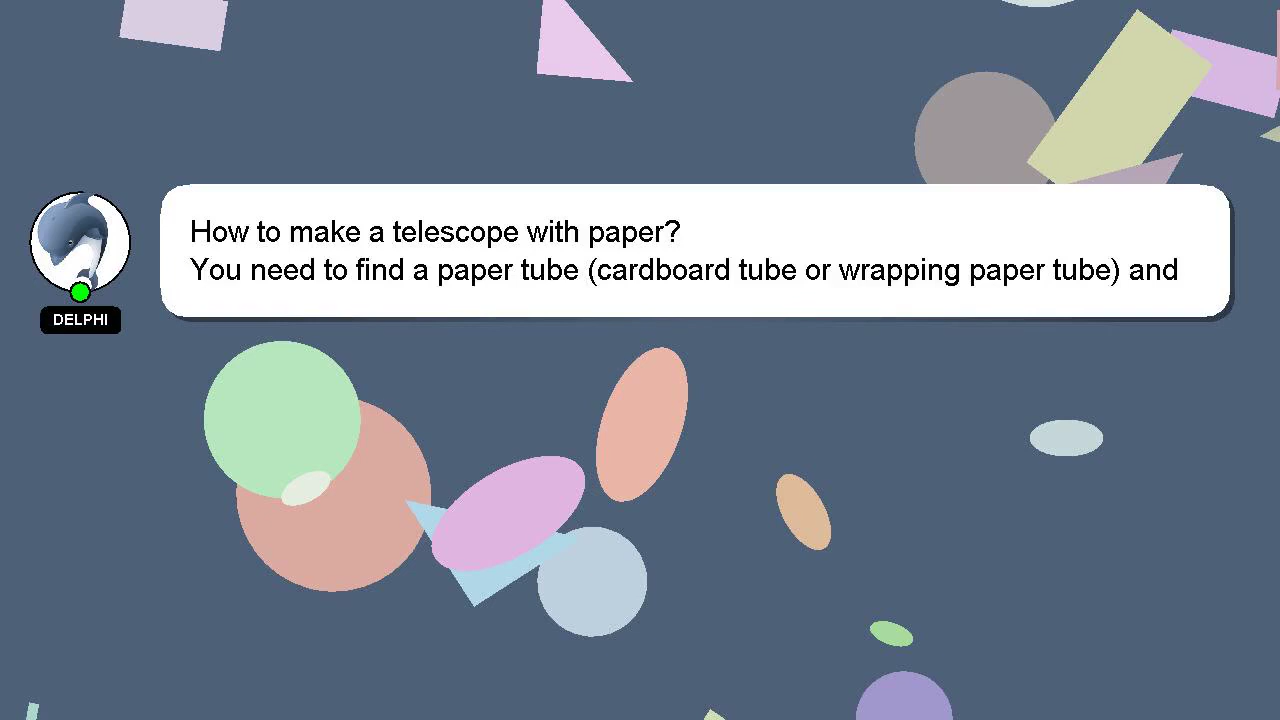 How to make a telescope with paper?
You need to find a paper tube (cardboard tube or wrapping paper tube) and
DELPHI